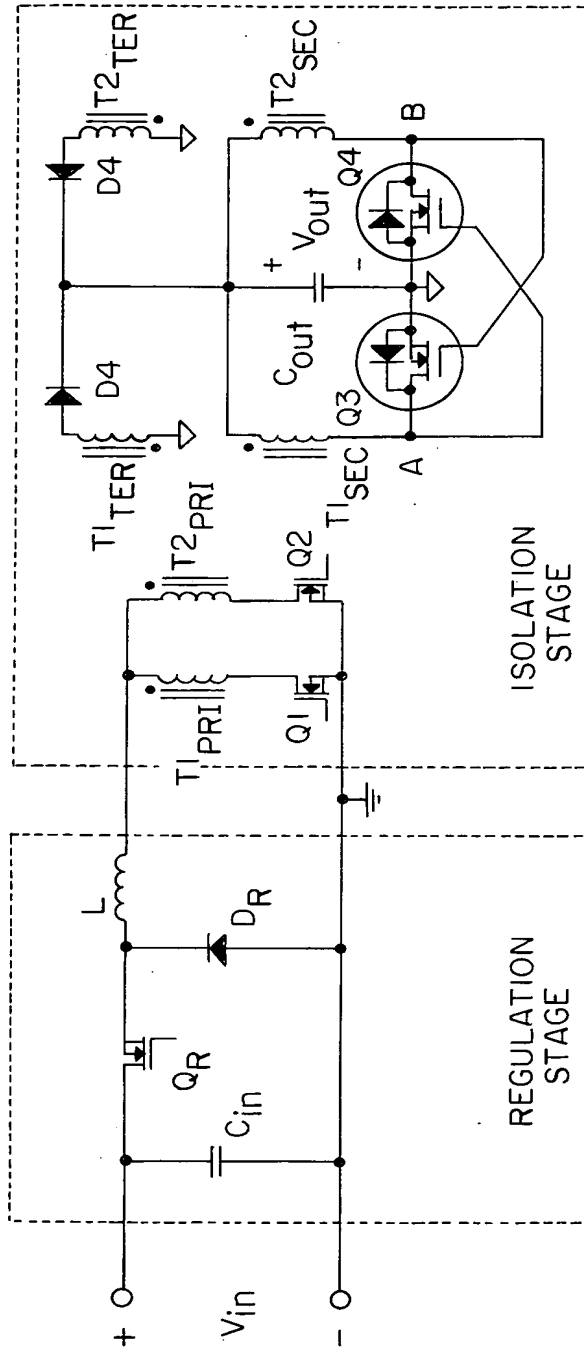 +
Vin
-
Cin
QR
L
DR
REGULATION
STAGE
T1PRI
T2PRI
Q1
Q2
ISOLATION
STAGE
T1TER
D4
D4
T2TER
T1SEC
T2SEC
Cout
+
Vout
-
Q3
Q4
A
B